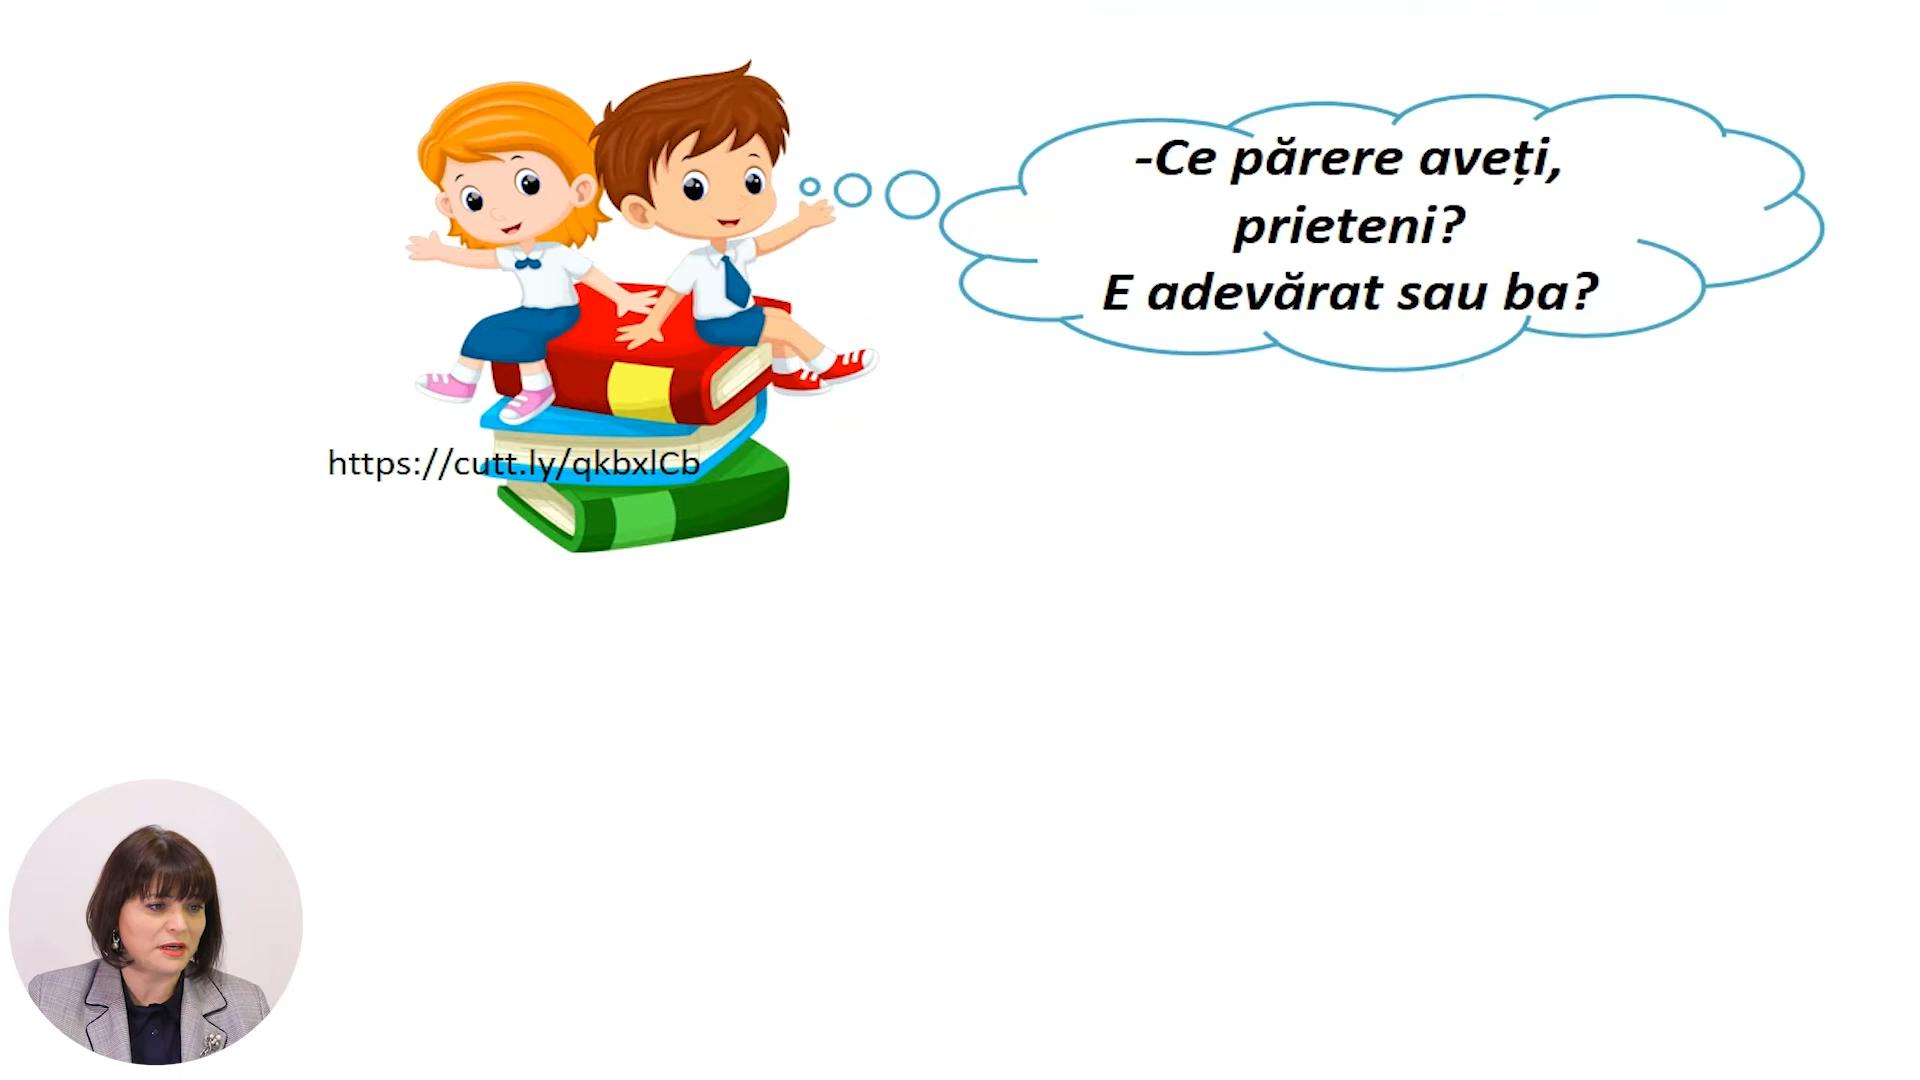 -Ce părere aveți,
prieteni?
E adevărat sau ba?
https://cutt.ly/qkbxlCb